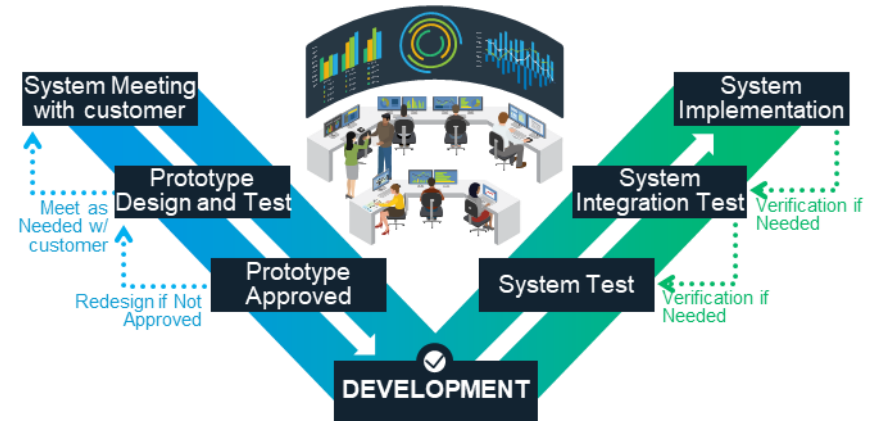 System Meeting
with customer
System
Implementation
Prototype
Design and Test
System
Integration Test
Meet as
Needed w/
customer
Verification if
Needed
Prototype
Approved
System Test
Redesign if Not
Approved
Verification if
Needed
DEVELOPMENT